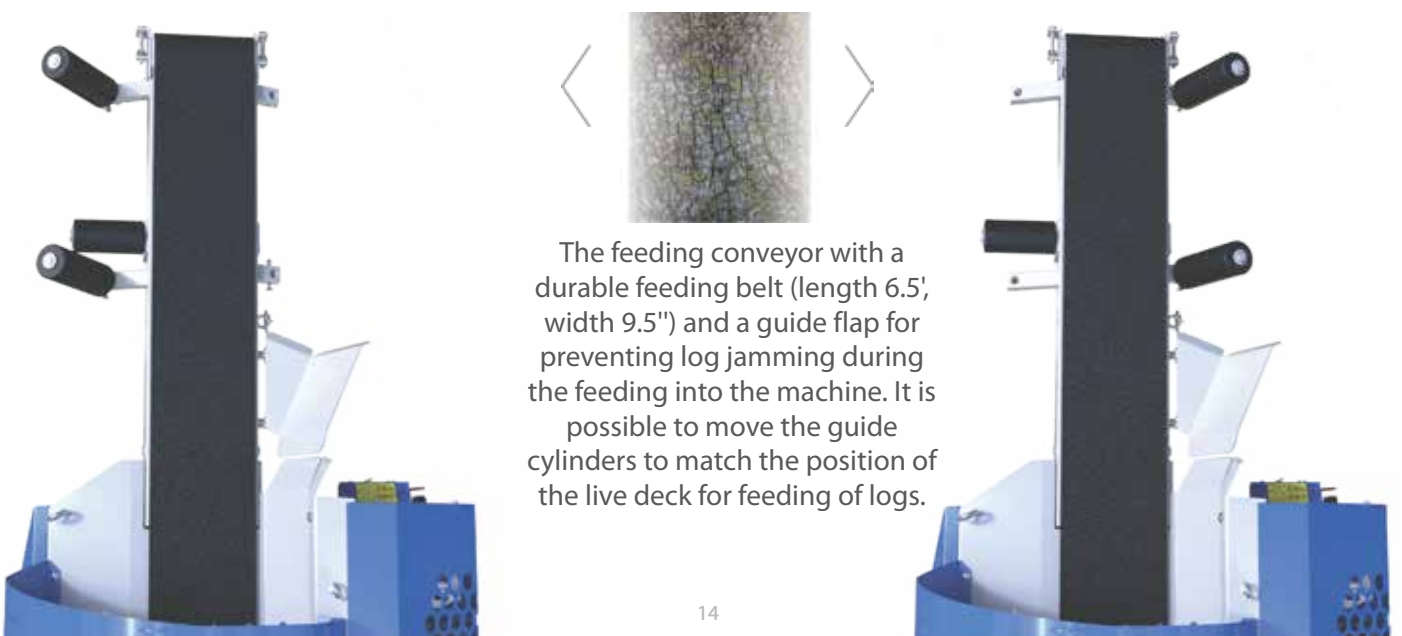 The feeding conveyor with a
durable feeding belt (length 6.5',
width 9.5'') and a guide flap for
preventing log jamming during
the feeding into the machine. It is
possible to move the guide
cylinders to match the position of
the live deck for feeding of logs.
14